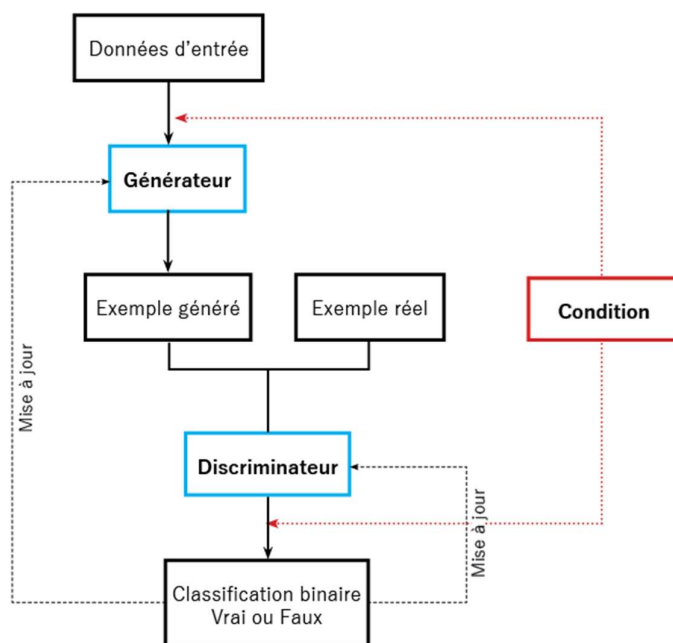 Données d'entrée
Générateur
Exemple généré
Exemple réel
Condition
Mise à jour
Discriminateur
Mise à jour
Classification binaire
Vrai ou Faux